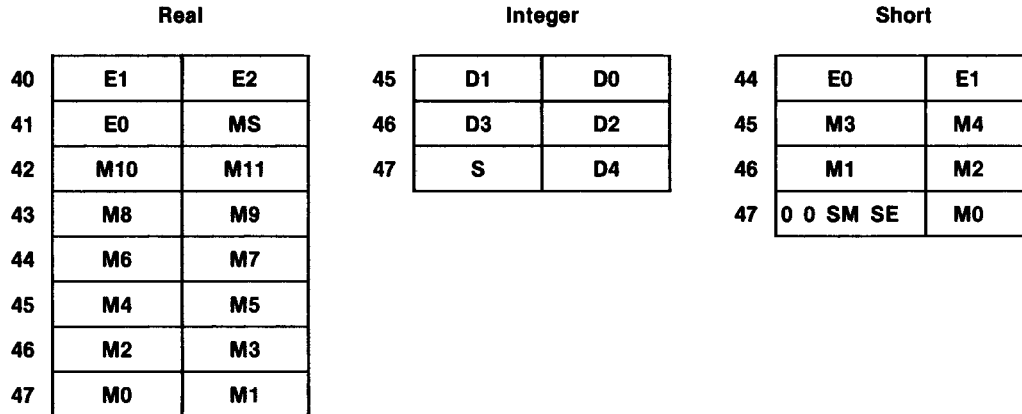 Real Integer Short
40 E1 E2 45 D1 D0 44 E0 E1
41 E0 MS 46 D3 D2 45 M3 M4
42 M10 M11 47 S D4 46 M1 M2
43 M8 M9 47 0 0 SM SE M0
44 M6 M7
45 M4 M5
46 M2 M3
47 M0 M1